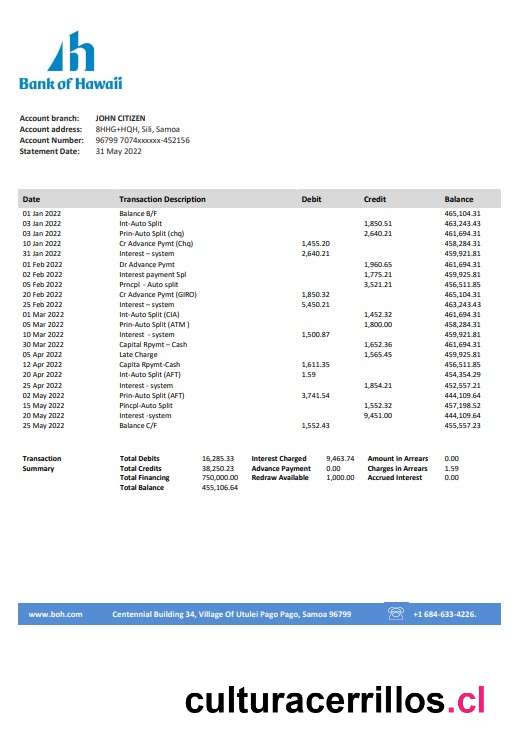 Bank of Hawaii
Account branch: JOHN CITIZEN
Account address: 8HHG+HQH, Sili, Samoa
Account Number: 96799 7074xxxxxx-452156
Statement Date: 31 May 2022
Date Transaction Description Debit Credit Balance
01 Jan 2022 Balance B/F 465,104.31
03 Jan 2022 Int-Auto Split 1,850.51 463,243.43
03 Jan 2022 Prin-Auto Split (chq) 2,640.21 461,694.31
10 Jan 2022 Cr Advance Pymt (Chq) 1,455.20 458,284.31
31 Jan 2022 Interest – system 2,640.21 459,921.81
01 Feb 2022 Dr Advance Pymt 1,960.65 461,694.31
02 Feb 2022 Interest payment Spl 1,775.21 459,925.81
05 Feb 2022 Prncpl - Auto split 3,521.21 456,511.85
20 Feb 2022 Cr Advance Pymt (GIRO) 1,850.32 465,104.31
25 Feb 2022 Interest – system 5,450.21 463,243.43
01 Mar 2022 Int-Auto Split (CIA) 1,452.32 461,694.31
05 Mar 2022 Prin-Auto Split (ATM ) 1,800.00 458,284.31
10 Mar 2022 Interest - system 1,500.87 459,921.81
30 Mar 2022 Capital Rpymt – Cash 1,652.36 461,694.31
05 Apr 2022 Late Charge 1,565.45 459,925.81
12 Apr 2022 Capita Rpymt-Cash 1,611.35 456,511.85
20 Apr 2022 Int-Auto Split (AFT) 1.59 454,354.29
25 Apr 2022 Interest - system 1,854.21 452,557.21
02 May 2022 Prin-Auto Split (AFT) 3,741.54 444,109.64
15 May 2022 Pincpl-Auto Split 1,552.32 457,198.52
20 May 2022 Interest -system 9,451.00 444,109.64
25 May 2022 Balance C/F 1,552.43 455,557.23
Transaction Total Debits 16,285.33 Interest Charged 9,463.74 Amount in Arrears 0.00
Summary Total Credits 38,250.23 Advance Payment 0.00 Charges in Arrears 1.59
Total Financing 750,000.00 Redraw Available 1,000.00 Accrued Interest 0.00
Total Balance 455,106.64
www.boh.com Centennial Building 34, Village Of Utulei Pago Pago, Samoa 96799 +1 684-633-4226.
culturacerrillos.cl